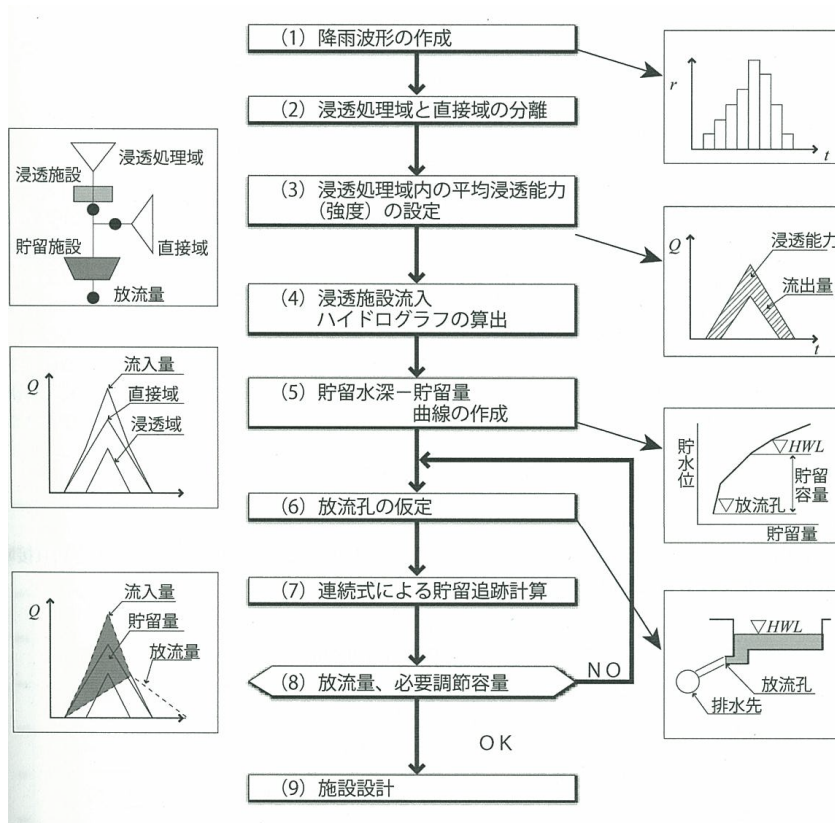 (1) 降雨波形の作成
(2) 浸透処理域と直接域の分離
(3) 浸透処理域内の平均浸透能力
(強度)の設定
(4) 浸透施設流入
ハイドログラフの算出
(5) 貯留水深－貯留量
曲線の作成
(6) 放流孔の仮定
(7) 連続式による貯留追跡計算
(8) 放流量、必要調節容量
NO
OK
(9) 施設設計
浸透処理域
浸透施設
貯留施設
直接域
放流量
Q
流入量
直接域
浸透域
Q
流入量
貯留量
放流量
r
t
Q
浸透能力
流出量
t
貯水位
▽HWL
貯留容量
▽放流孔
貯留量
▽HWL
放流孔
排水先